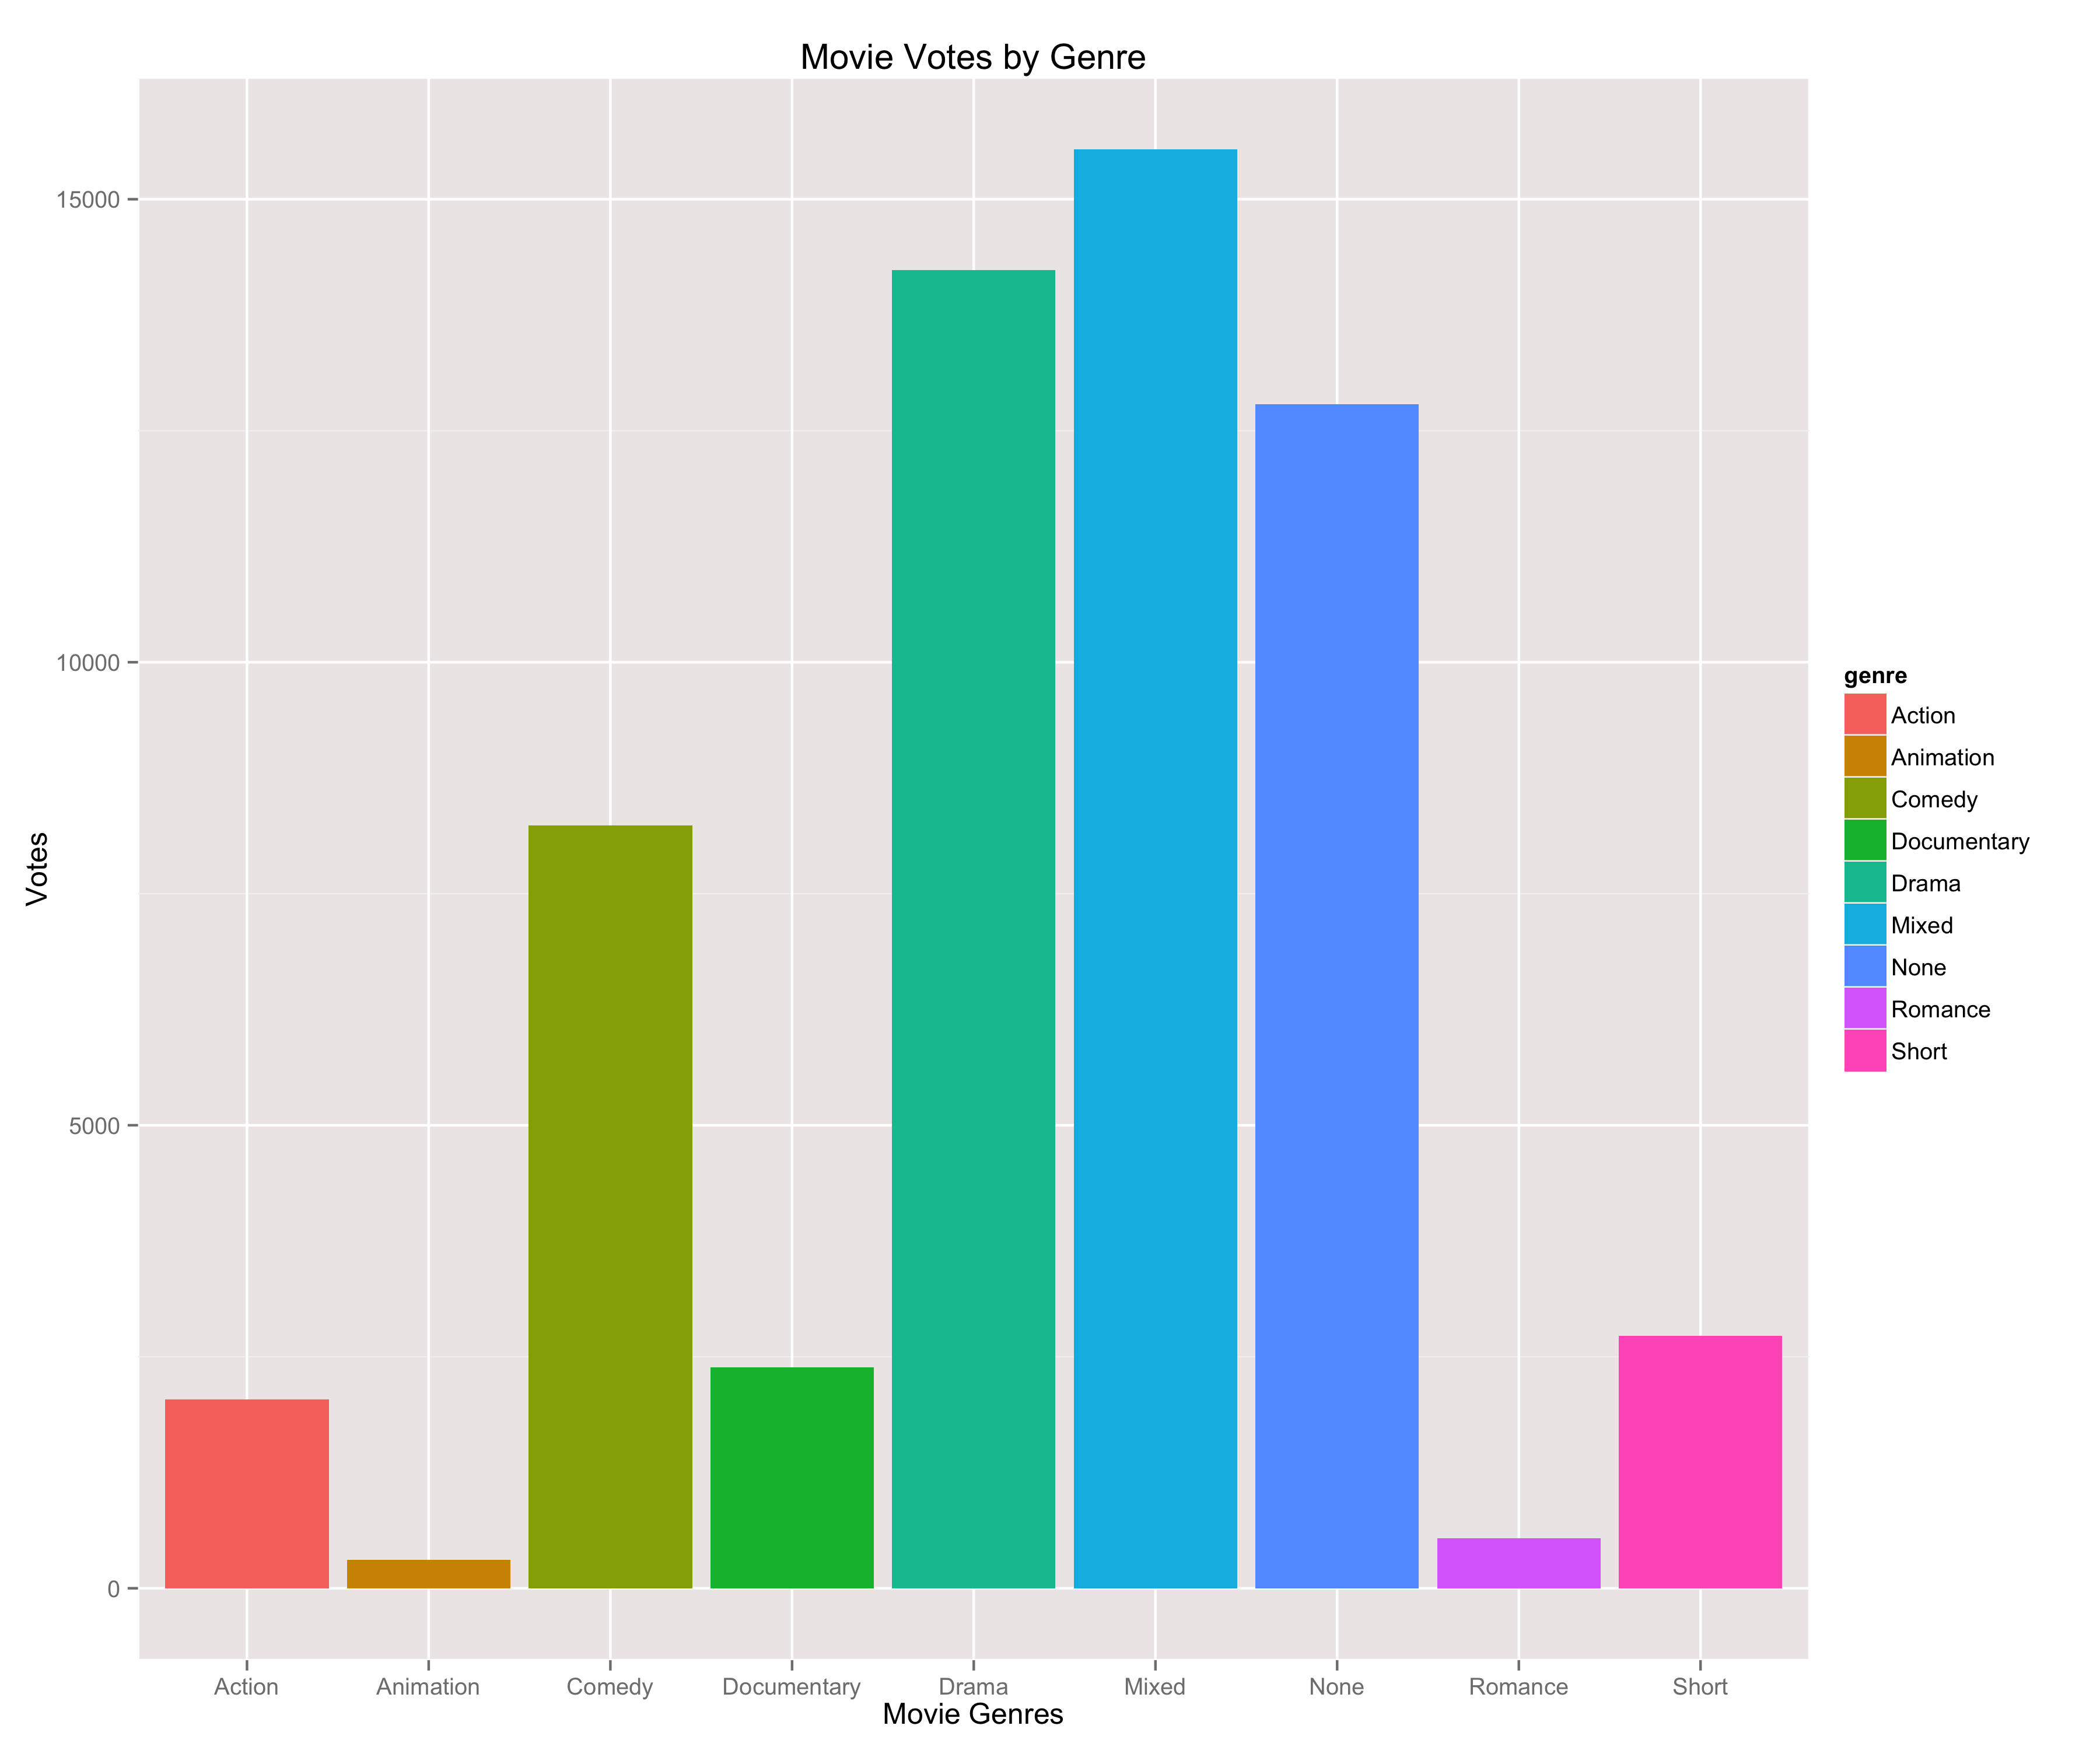 Movie Votes by Genre
Votes
15000
10000
5000
0
Action Animation Comedy Documentary Drama Mixed None Romance Short
Movie Genres
genre
Action
Animation
Comedy
Documentary
Drama
Mixed
None
Romance
Short